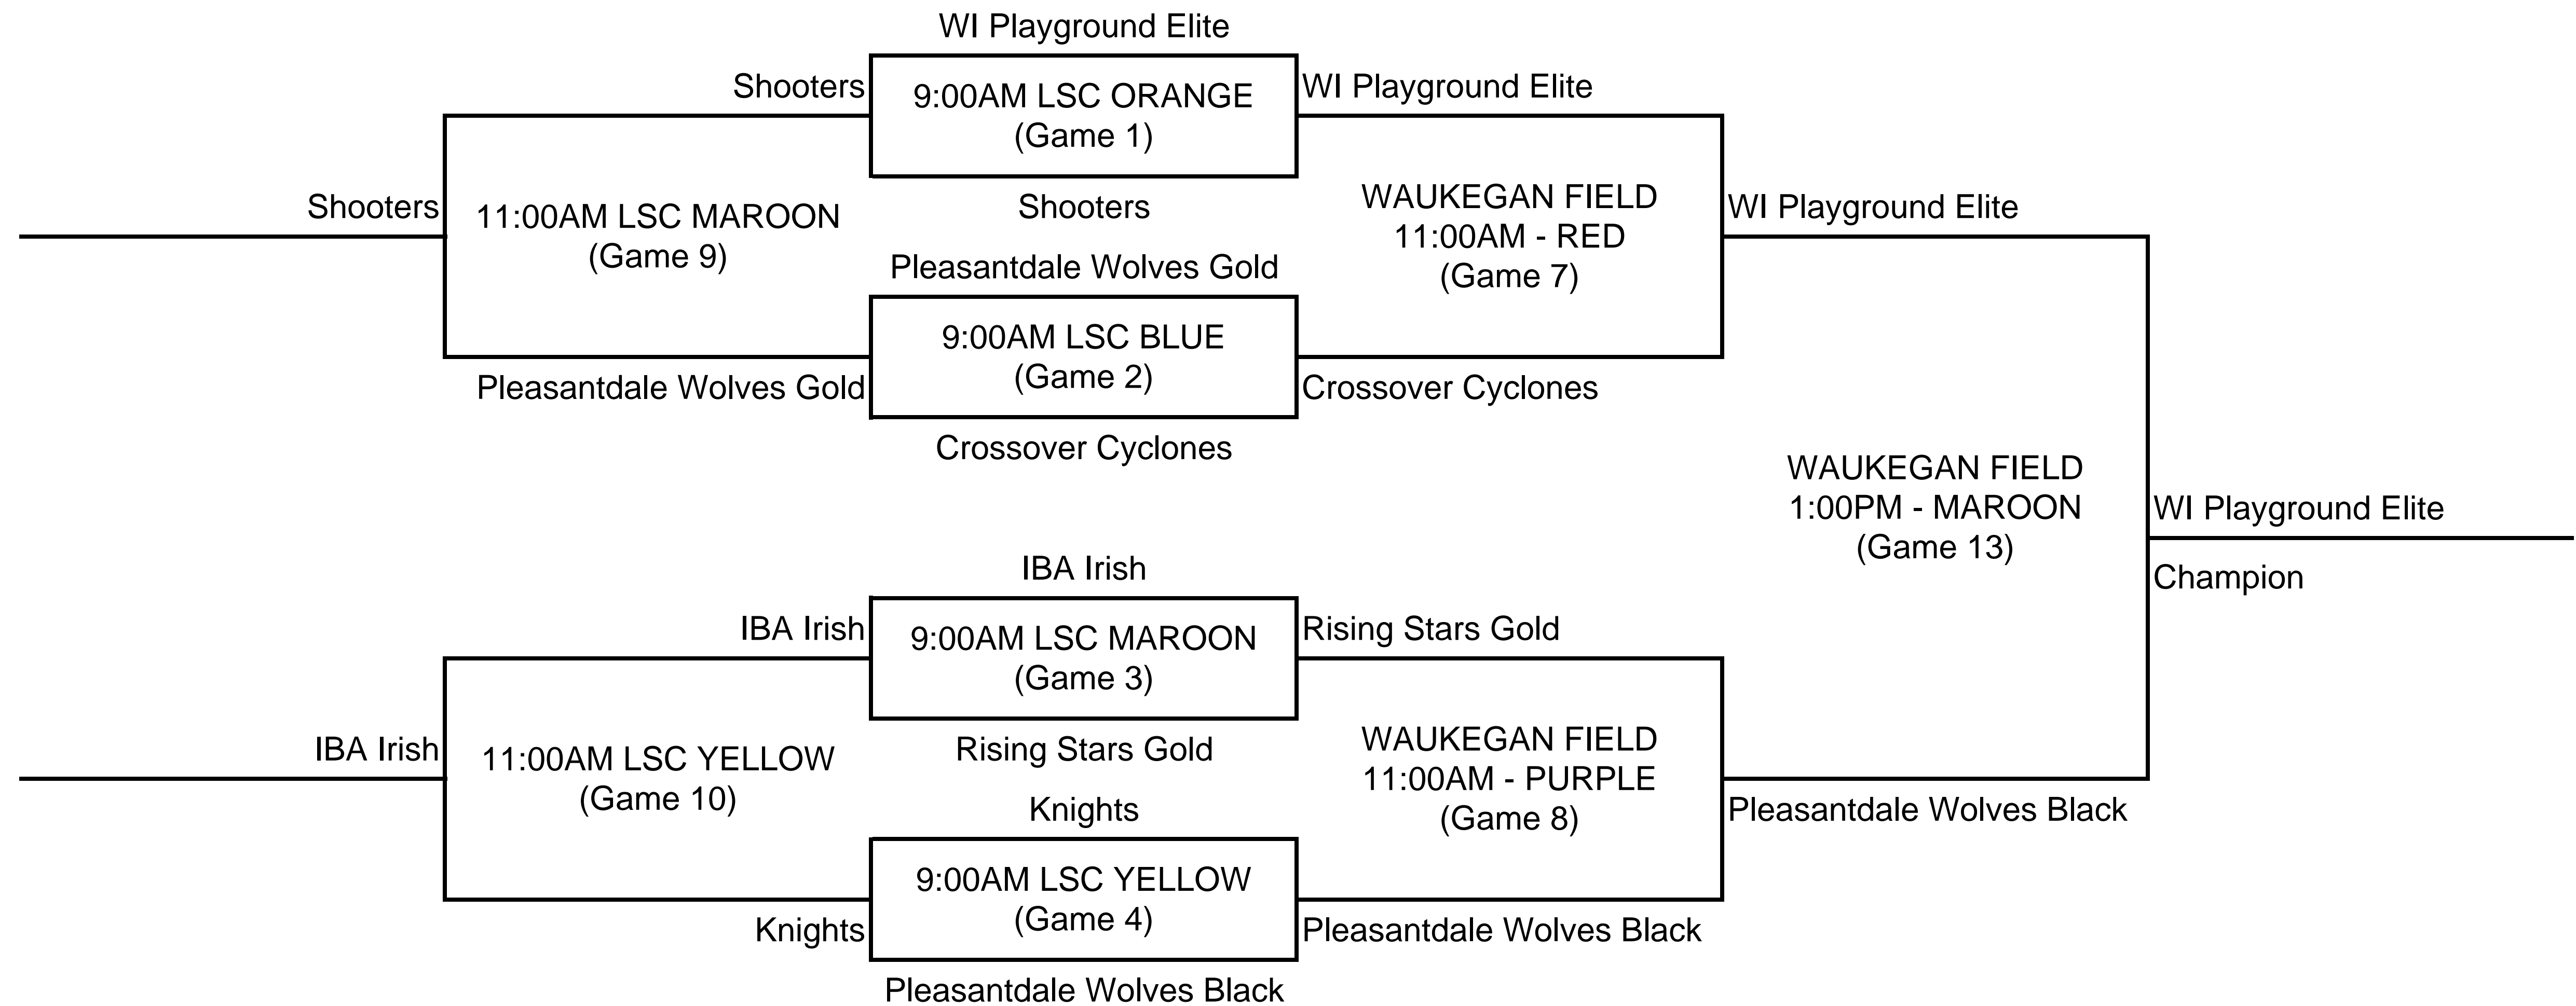 WI Playground Elite
Shooters
9:00AM LSC ORANGE
(Game 1)
WI Playground Elite
Shooters
11:00AM LSC MAROON
(Game 9)
Shooters
WAUKEGAN FIELD
11:00AM - RED
(Game 7)
WI Playground Elite
Pleasantdale Wolves Gold
9:00AM LSC BLUE
(Game 2)
Pleasantdale Wolves Gold
Crossover Cyclones
Crossover Cyclones
WAUKEGAN FIELD
1:00PM - MAROON
(Game 13)
WI Playground Elite
Champion
IBA Irish
IBA Irish
9:00AM LSC MAROON
(Game 3)
Rising Stars Gold
IBA Irish
11:00AM LSC YELLOW
(Game 10)
Rising Stars Gold
WAUKEGAN FIELD
11:00AM - PURPLE
(Game 8)
Pleasantdale Wolves Black
Knights
9:00AM LSC YELLOW
(Game 4)
Knights
Pleasantdale Wolves Black
Pleasantdale Wolves Black